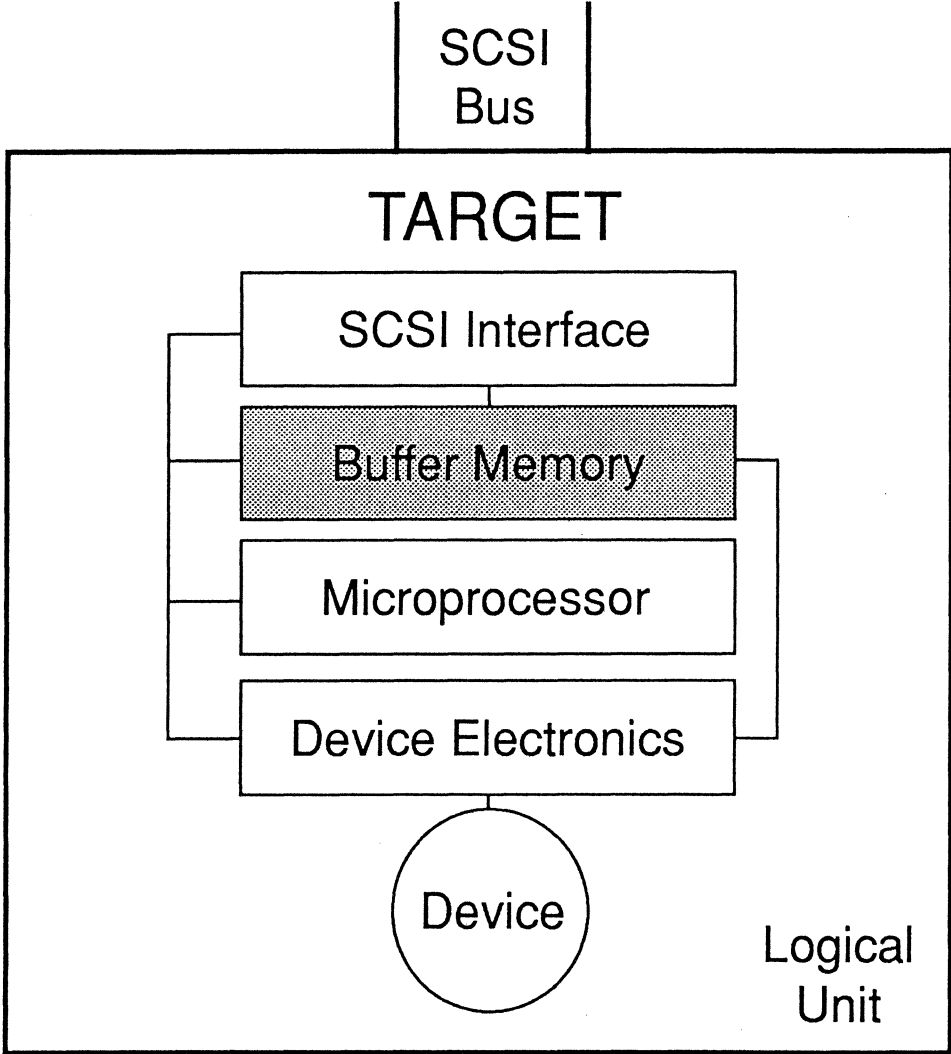 SCSI
Bus
TARGET
SCSI Interface
Buffer Memory
Microprocessor
Device Electronics
Device
Logical
Unit